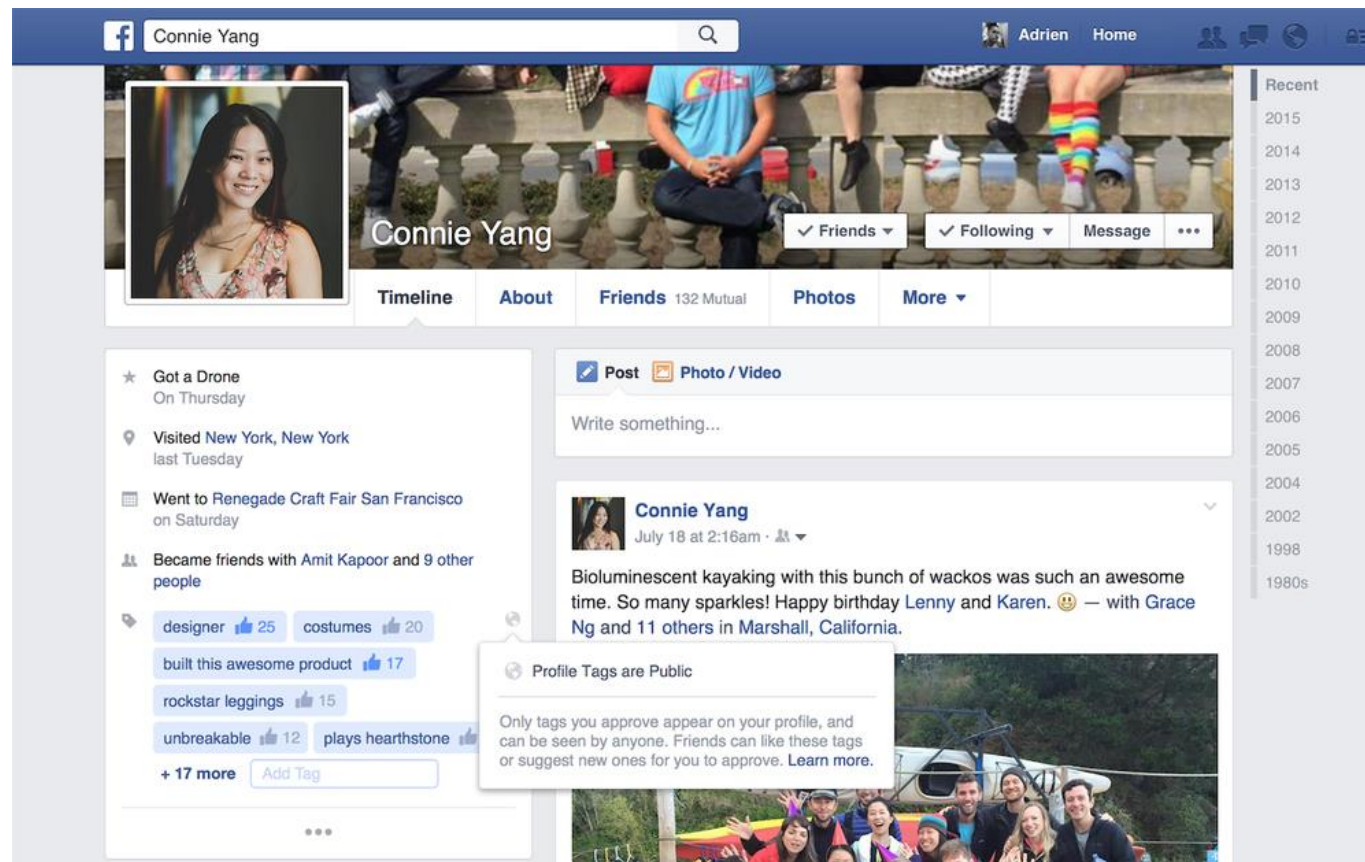 Connie Yang
Adrien
Home
Connie Yang
Friends
Following
Message
Timeline
About
Friends 132 Mutual
Photos
More
Recent
2015
2014
2013
2012
2011
2010
2009
2008
2007
2006
2005
2004
2002
1998
1980s
Got a Drone
On Thursday
Visited New York, New York
last Tuesday
Went to Renegade Craft Fair San Francisco
on Saturday
Became friends with Amit Kapoor and 9 other
people
designer 25 costumes 20
built this awesome product 17
rockstar leggings 15
unbreakable 12 plays hearthstone
+ 17 more Add Tag
Post Photo / Video
Write something...
Connie Yang
July 18 at 2:16am ·
Bioluminescent kayaking with this bunch of wackos was such an awesome
time. So many sparkles! Happy birthday Lenny and Karen. 😃 — with Grace
Ng and 11 others in Marshall, California.
Profile Tags are Public
Only tags you approve appear on your profile, and
can be seen by anyone. Friends can like these tags
or suggest new ones for you to approve. Learn more.